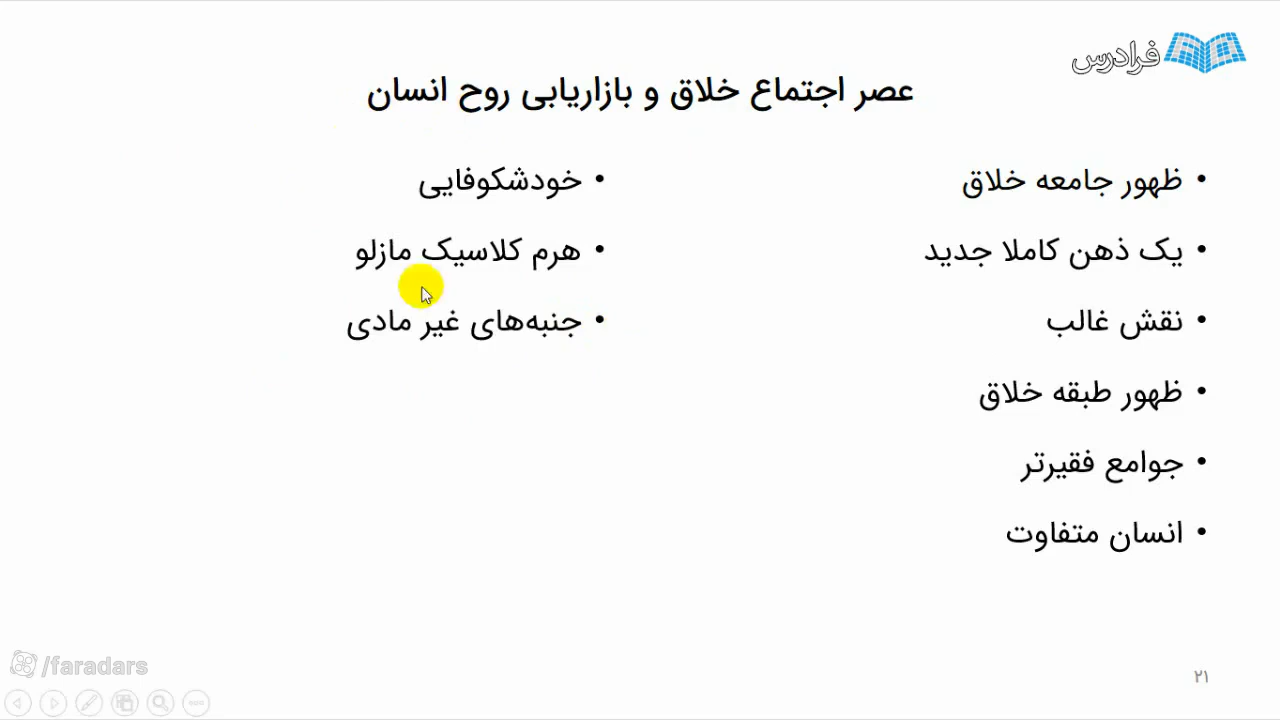 فرادرس
عصر اجتماع خلاق و بازاریابی روح انسان
• ظهور جامعه خلاق
• یک ذهن کاملا جدید
• نقش غالب
• ظهور طبقه خلاق
• جوامع فقیرتر
• انسان متفاوت
• خودشکوفایی
• هرم کلاسیک مازلو
• جنبه‌های غیر مادی
/faradars
۲۱